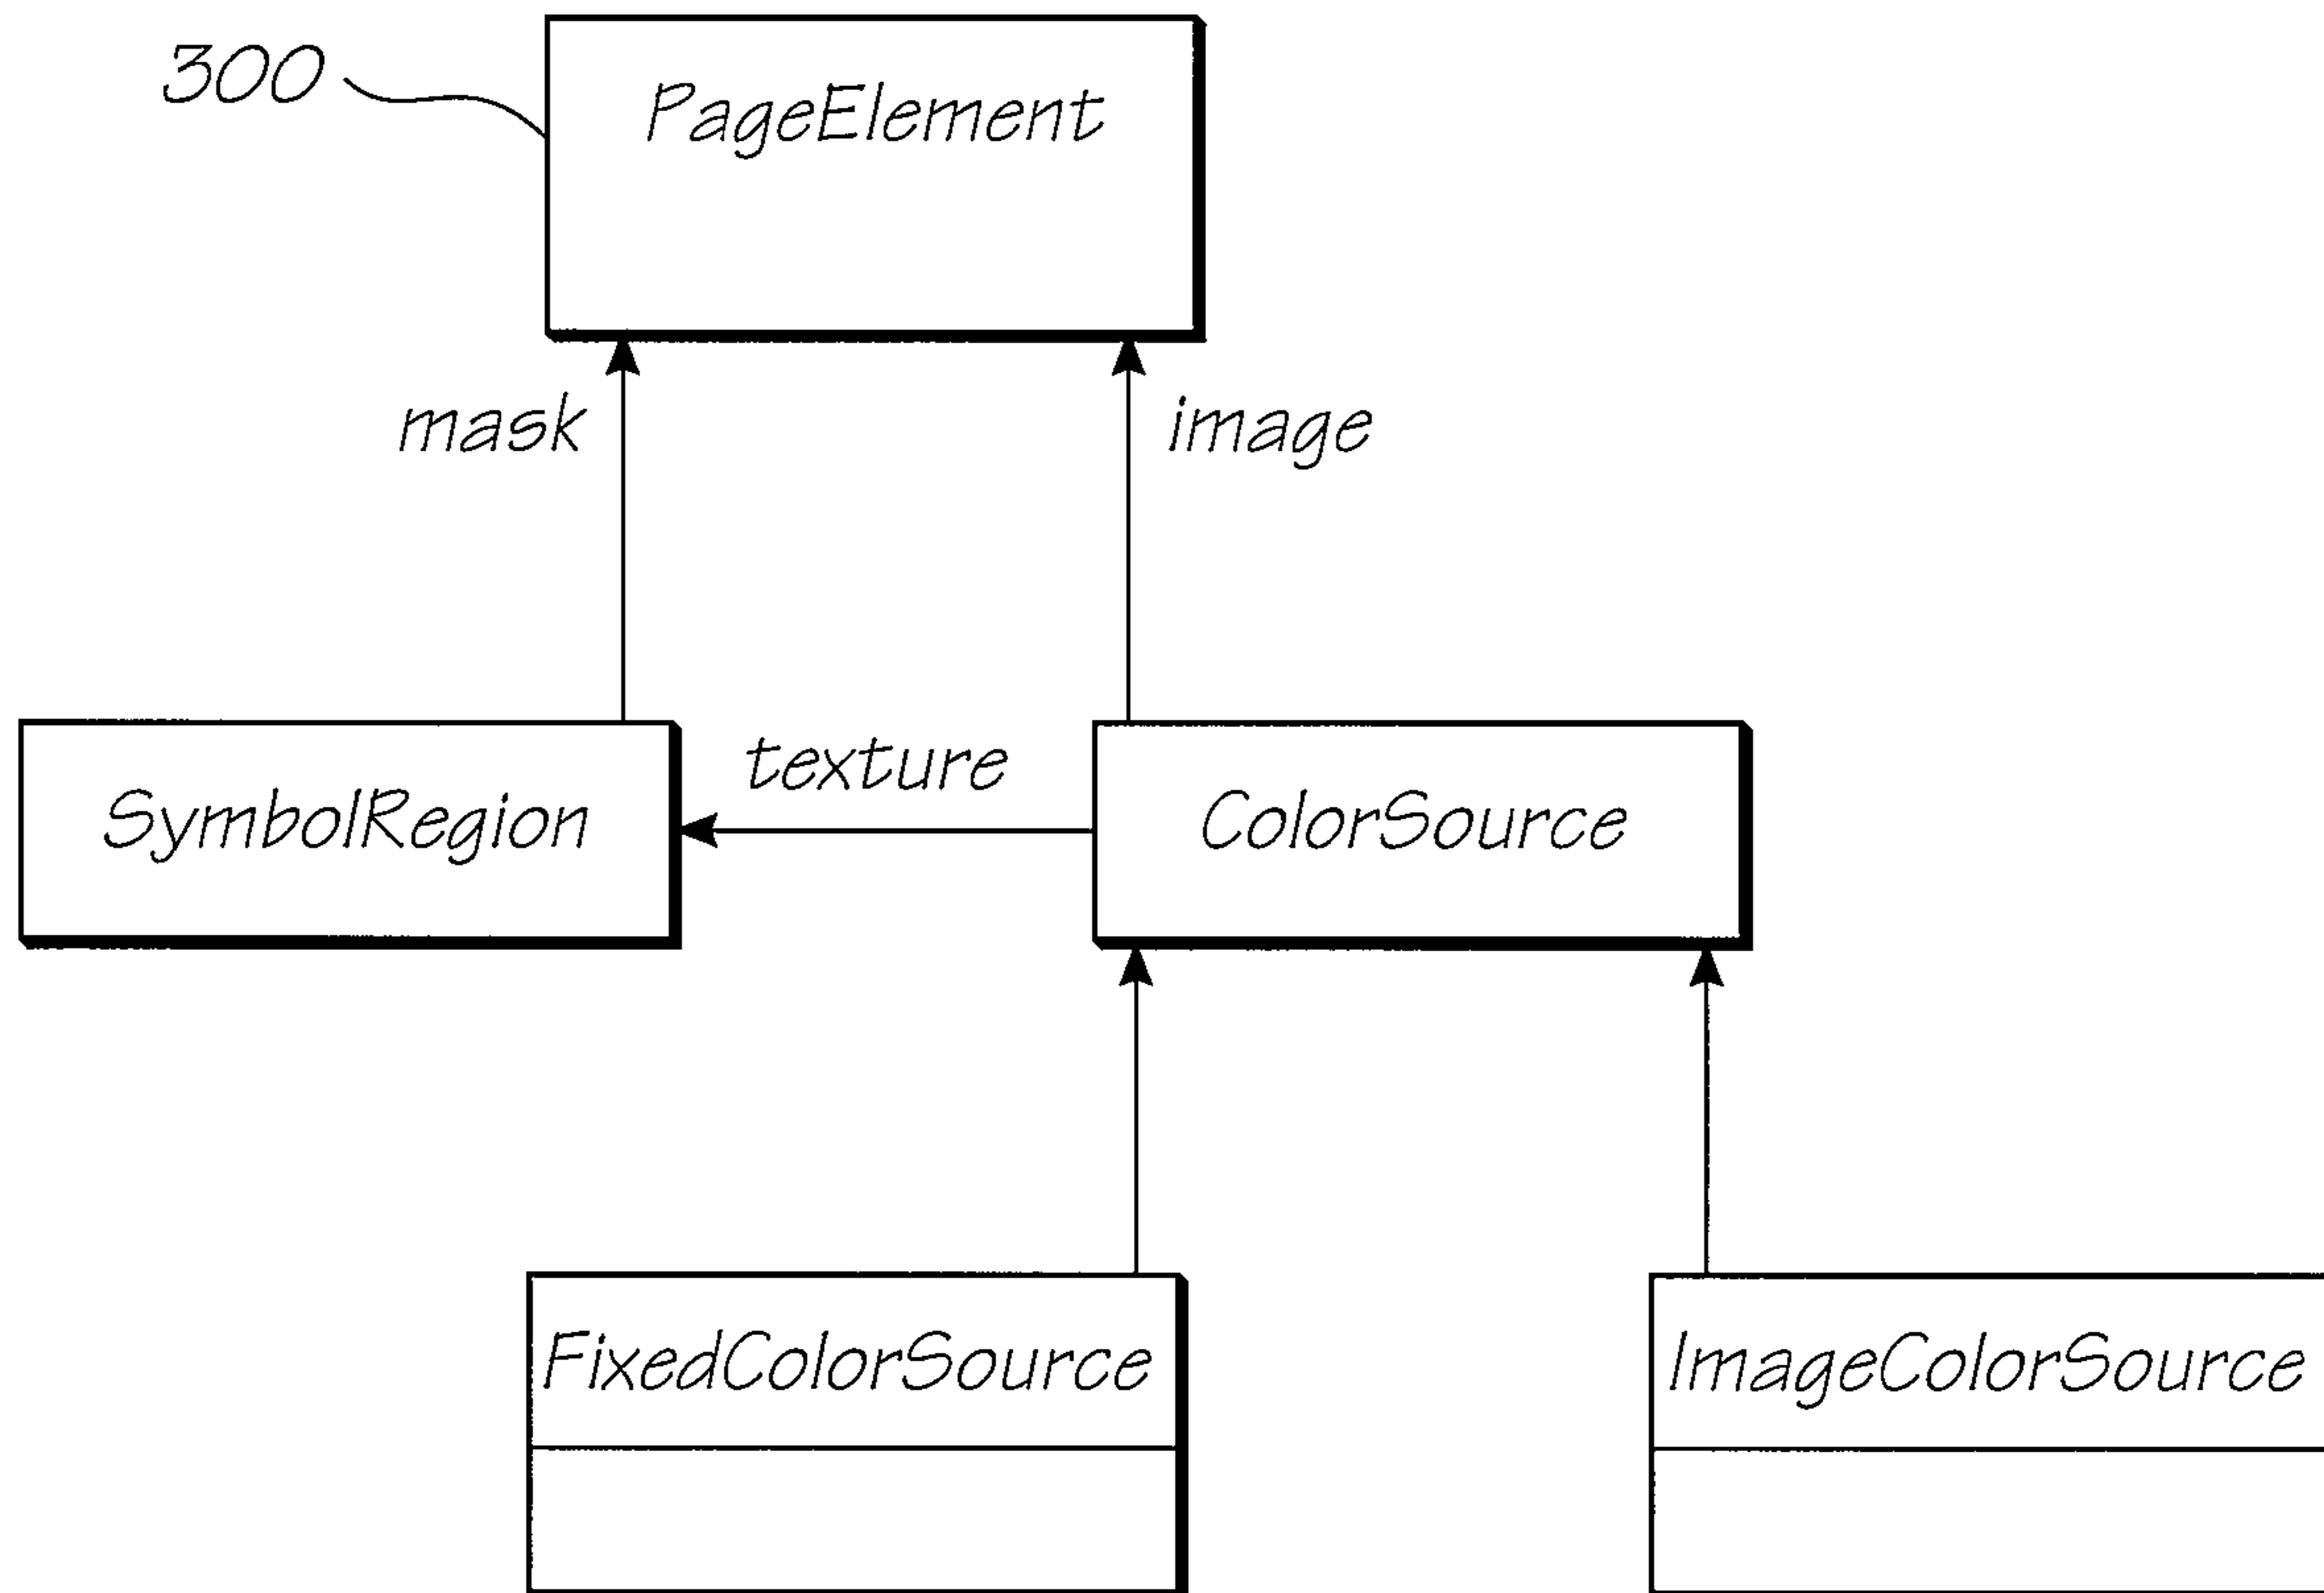 300
PageElement
mask
image
SymbolRegion
texture
ColorSource
FixedColorSource
ImageColorSource